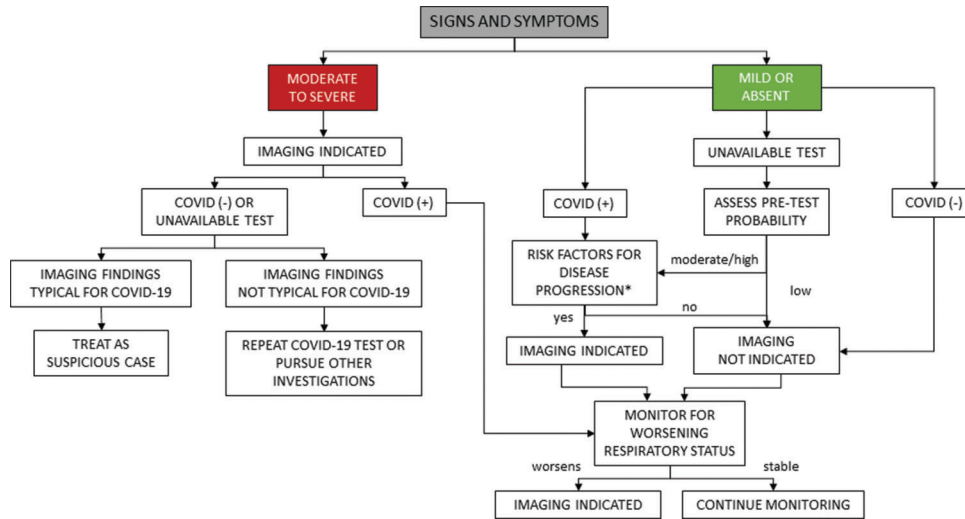 SIGNS AND SYMPTOMS
MODERATE
TO SEVERE
MILD OR
ABSENT
IMAGING INDICATED
UNAVAILABLE TEST
COVID (-) OR
UNAVAILABLE TEST
COVID (+)
COVID (+)
ASSESS PRE-TEST
PROBABILITY
COVID (-)
IMAGING FINDINGS
TYPICAL FOR COVID-19
IMAGING FINDINGS
NOT TYPICAL FOR COVID-19
RISK FACTORS FOR
DISEASE
PROGRESSION*
moderate/high
low
yes
no
TREAT AS
SUSPICIOUS CASE
REPEAT COVID-19 TEST OR
PURSUE OTHER
INVESTIGATIONS
IMAGING INDICATED
IMAGING
NOT INDICATED
MONITOR FOR
WORSENING
RESPIRATORY STATUS
worsens
stable
IMAGING INDICATED
CONTINUE MONITORING